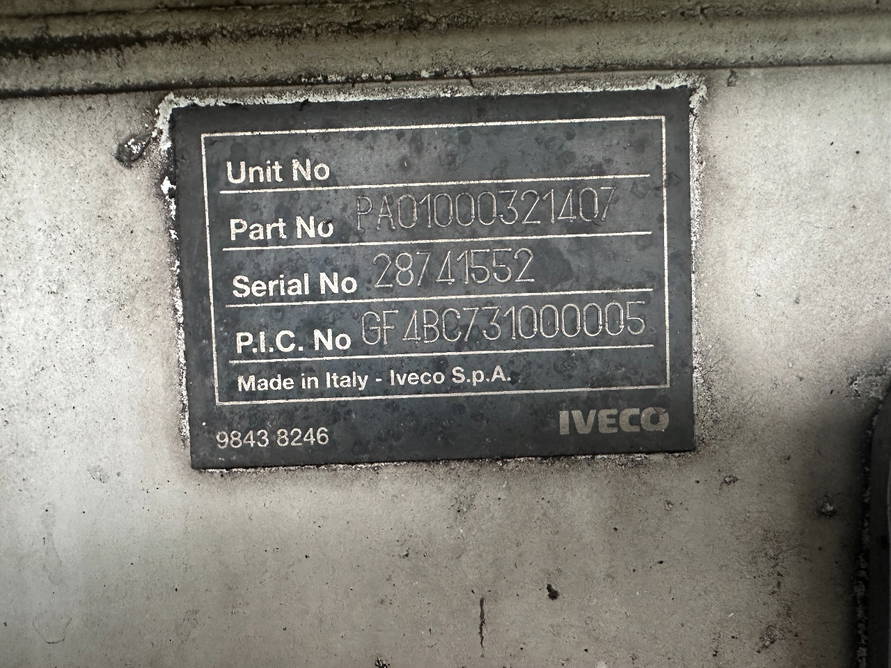 Unit No
Part No PA01000321407
Serial No 28741552
P.I.C. No GF4BC731000005
Made in Italy - Iveco S.p.A.
9843 8246
IVECO